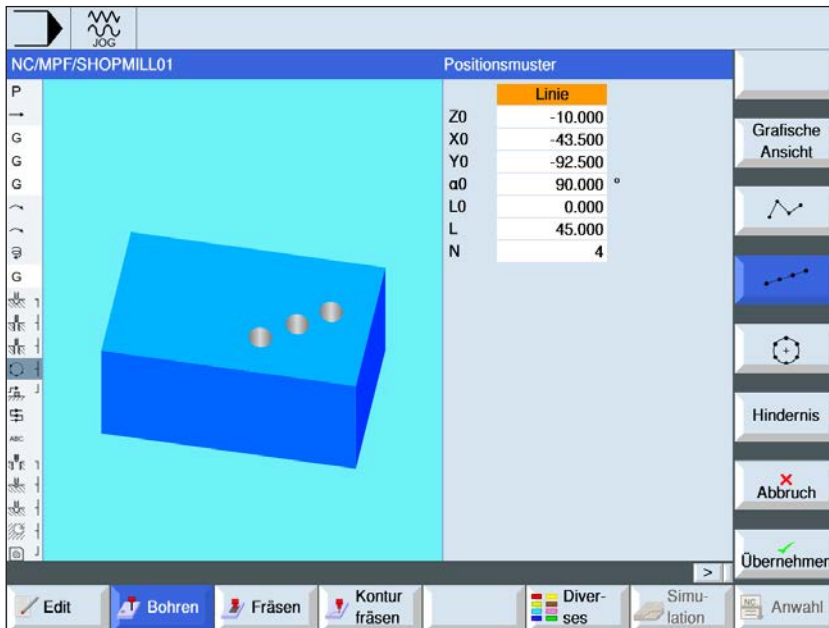 JOG
NC/MPF/SHOPMILL01
Positionsmuster
P
G
G
G
G
ABC
Linie
Z0 -10.000
X0 -43.500
Y0 -92.500
α0 90.000 °
L0 0.000
L 45.000
N 4
Grafische
Ansicht
Hindernis
Abbruch
Übernehmen
>
Edit
Bohren
Fräsen
Kontur
fräsen
Diver-
ses
Simu-
lation
NC
Anwahl